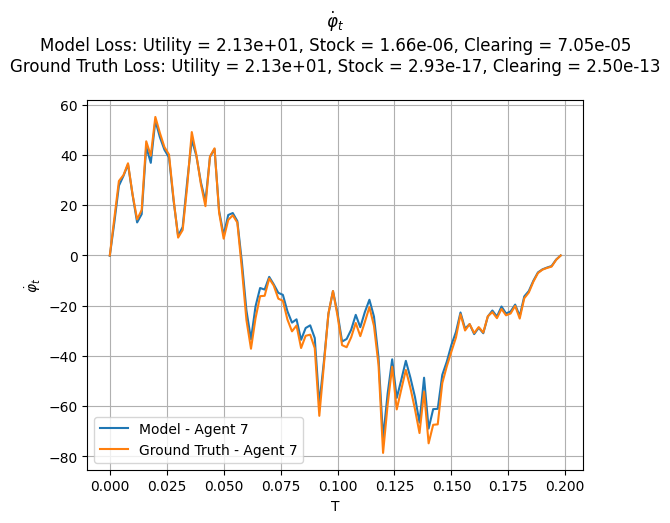 φ̇ₜ
Model Loss: Utility = 2.13e+01, Stock = 1.66e-06, Clearing = 7.05e-05
Ground Truth Loss: Utility = 2.13e+01, Stock = 2.93e-17, Clearing = 2.50e-13
60
40
20
0
−20
−40
−60
−80
φ̇ₜ
Model - Agent 7
Ground Truth - Agent 7
0.000 0.025 0.050 0.075 0.100 0.125 0.150 0.175 0.200
T